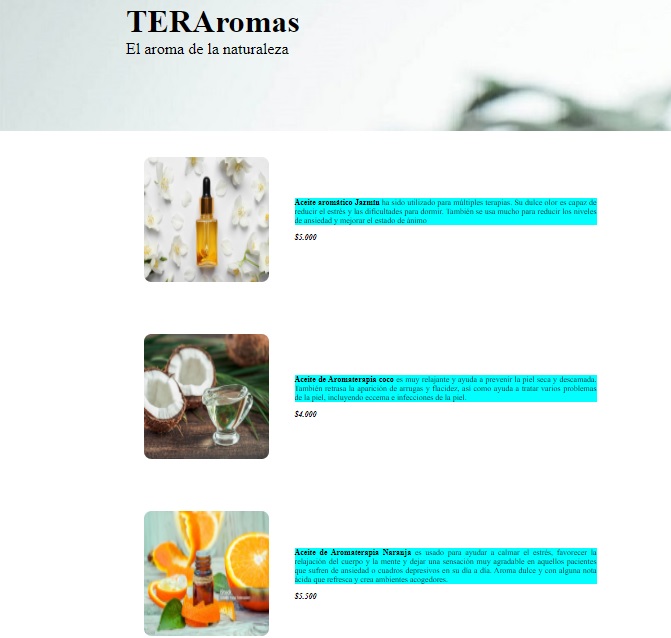 TERAromas
El aroma de la naturaleza
Aceite aromático Jazmín ha sido utilizado para múltiples terapias. Su dulce olor es capaz de
reducir el estrés y las dificultades para dormir. También se usa mucho para reducir los niveles
de ansiedad y mejorar el estado de ánimo
$5.000
Aceite de Aromaterapia coco es muy relajante y ayuda a prevenir la piel seca y descamada.
También retrasa la aparición de arrugas y flacidez, así como ayuda a tratar varios problemas
de la piel, incluyendo eccema e infecciones de la piel.
$4.000
Aceite de Aromaterapia Naranja es usado para ayudar a calmar el estrés, favorecer la
relajación del cuerpo y la mente y dejar una sensación muy agradable en aquellos pacientes
que sufren de ansiedad o cuadros depresivos en su día a día. Aroma dulce y con alguna nota
ácida que refresca y crea ambientes acogedores.
$5.500